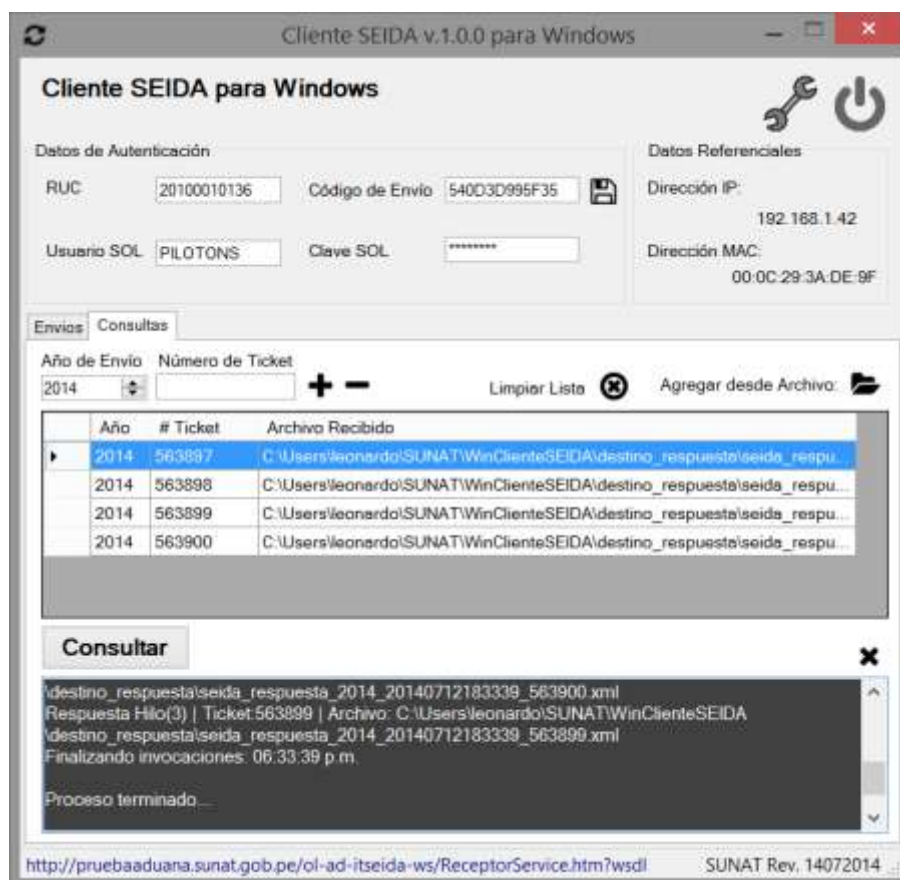 Cliente SEIDA v.1.0.0 para Windows
Cliente SEIDA para Windows
Datos de Autenticación
Datos Referenciales
RUC 20100010136 Código de Envío 540D3D995F35
Dirección IP:
192.168.1.42
Usuario SOL PILOTONS Clave SOL ********
Dirección MAC:
00:0C:29:3A:DE:9F
Envios Consultas
Año de Envío Número de Ticket
2014 Limpiar Lista Agregar desde Archivo:
Año # Ticket Archivo Recibido
2014 563897 C:\Users\leonardo\SUNAT\WinClienteSEIDA\destino_respuesta\seida_respu...
2014 563898 C:\Users\leonardo\SUNAT\WinClienteSEIDA\destino_respuesta\seida_respu...
2014 563899 C:\Users\leonardo\SUNAT\WinClienteSEIDA\destino_respuesta\seida_respu...
2014 563900 C:\Users\leonardo\SUNAT\WinClienteSEIDA\destino_respuesta\seida_respu...
Consultar
\destino_respuesta\seida_respuesta_2014_20140712183339_563900.xml
Respuesta Hilo(3) | Ticket:563899 | Archivo: C:\Users\leonardo\SUNAT\WinClienteSEIDA
\destino_respuesta\seida_respuesta_2014_20140712183339_563899.xml
Finalizando invocaciones: 06:33:39 p.m.
Proceso terminado...
http://pruebaaduana.sunat.gob.pe/ol-ad-itseida-ws/ReceptorService.htm?wsdl SUNAT Rev. 14072014